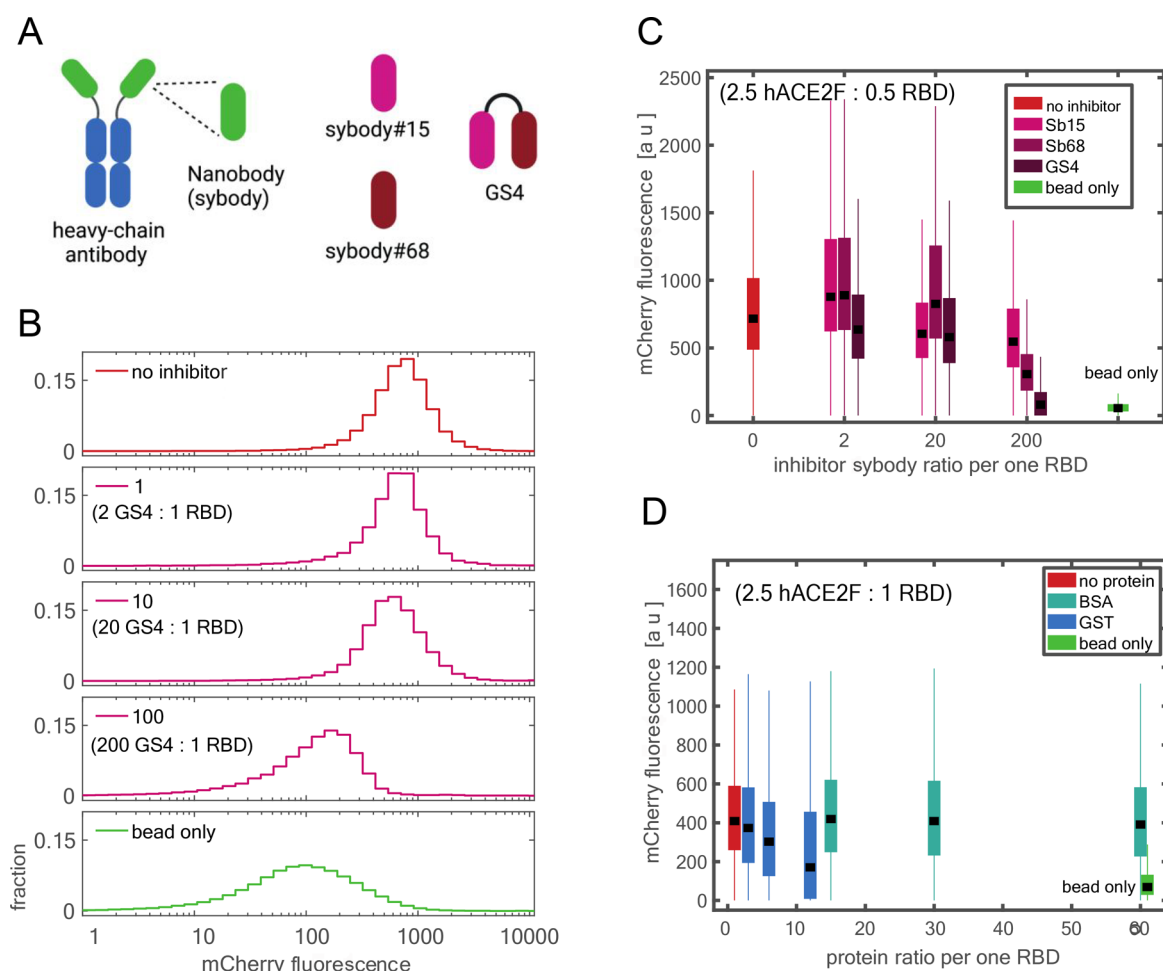 A
heavy-chain
antibody
Nanobody
(sybody)
sybody#15
sybody#68
GS4
B
no inhibitor
0.15
0
1
(2 GS4 : 1 RBD)
0.15
0
10
(20 GS4 : 1 RBD)
0.15
0
100
(200 GS4 : 1 RBD)
0.15
0
bead only
0.15
0
fraction
1 10 100 1000 10000
mCherry fluorescence
C
(2.5 hACE2F : 0.5 RBD)
no inhibitor
Sb15
Sb68
GS4
bead only
2500
2000
1500
1000
500
0
mCherry fluorescence [a u ]
bead only
0 2 20 200
inhibitor sybody ratio per one RBD
D
(2.5 hACE2F : 1 RBD)
no protein
BSA
GST
bead only
1600
1400
1200
1000
800
600
400
200
0
mCherry fluorescence [a u ]
bead only
0 10 20 30 40 50 60
protein ratio per one RBD